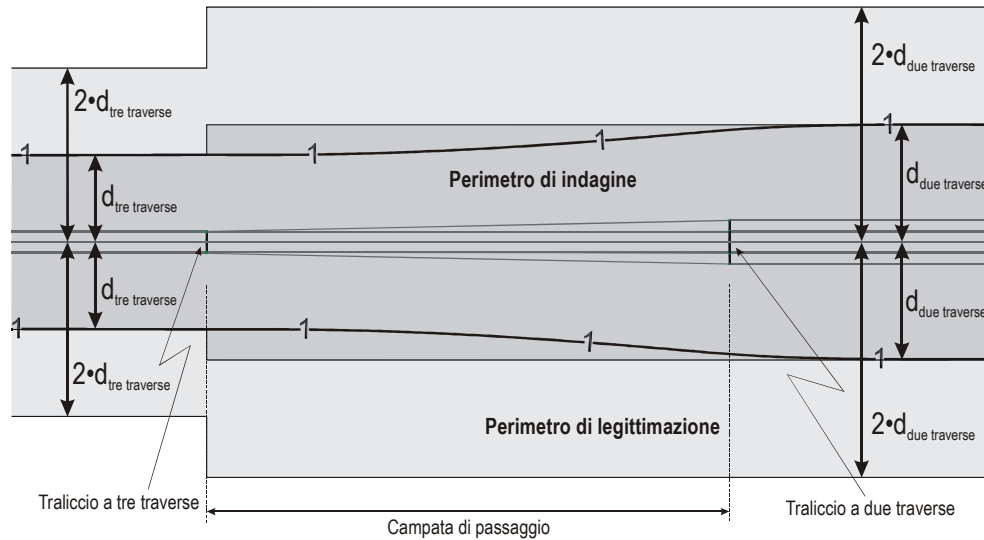 2•d due traverse
2•d tre traverse
1
1
1
1
d tre traverse
Perimetro di indagine
d due traverse
d tre traverse
d due traverse
1
1
1
1
2•d tre traverse
Perimetro di legittimazione
2•d due traverse
Traliccio a tre traverse
Traliccio a due traverse
Campata di passaggio